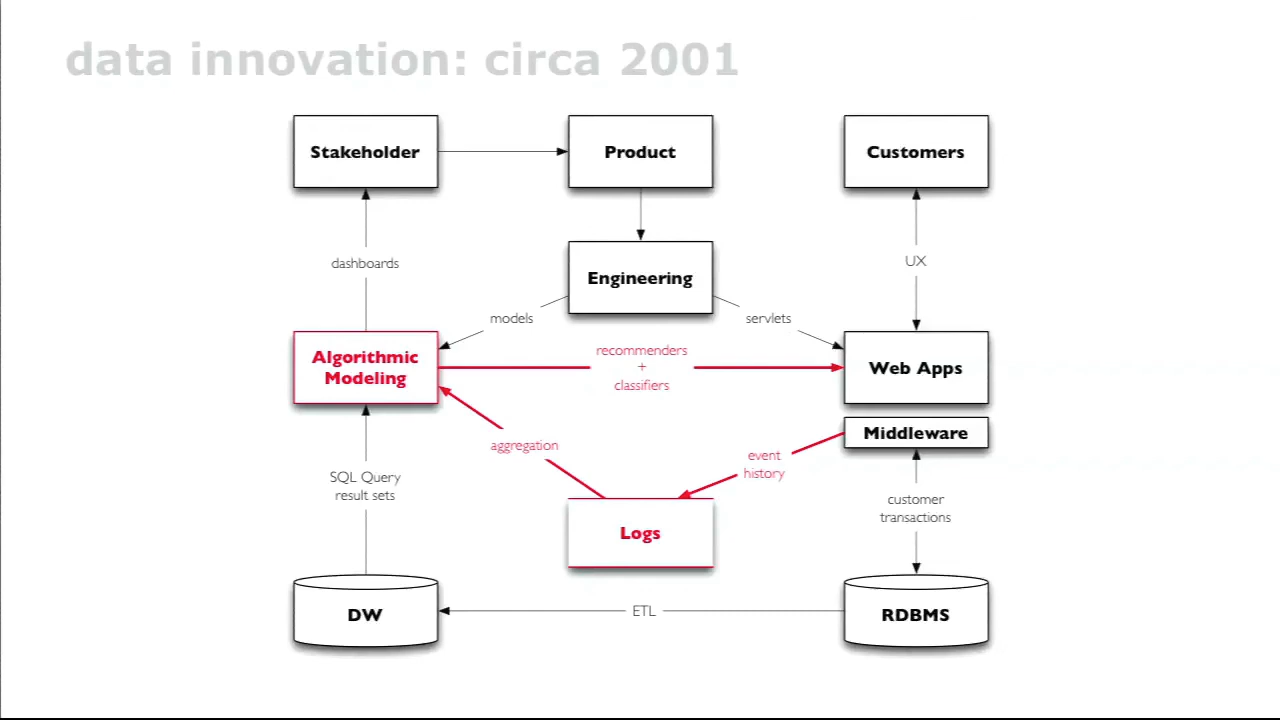 data innovation: circa 2001
Stakeholder
Product
Customers
Engineering
dashboards
UX
models
servlets
Algorithmic
Modeling
recommenders
+
classifiers
Web Apps
Middleware
aggregation
event
history
SQL Query
result sets
customer
transactions
Logs
DW
ETL
RDBMS